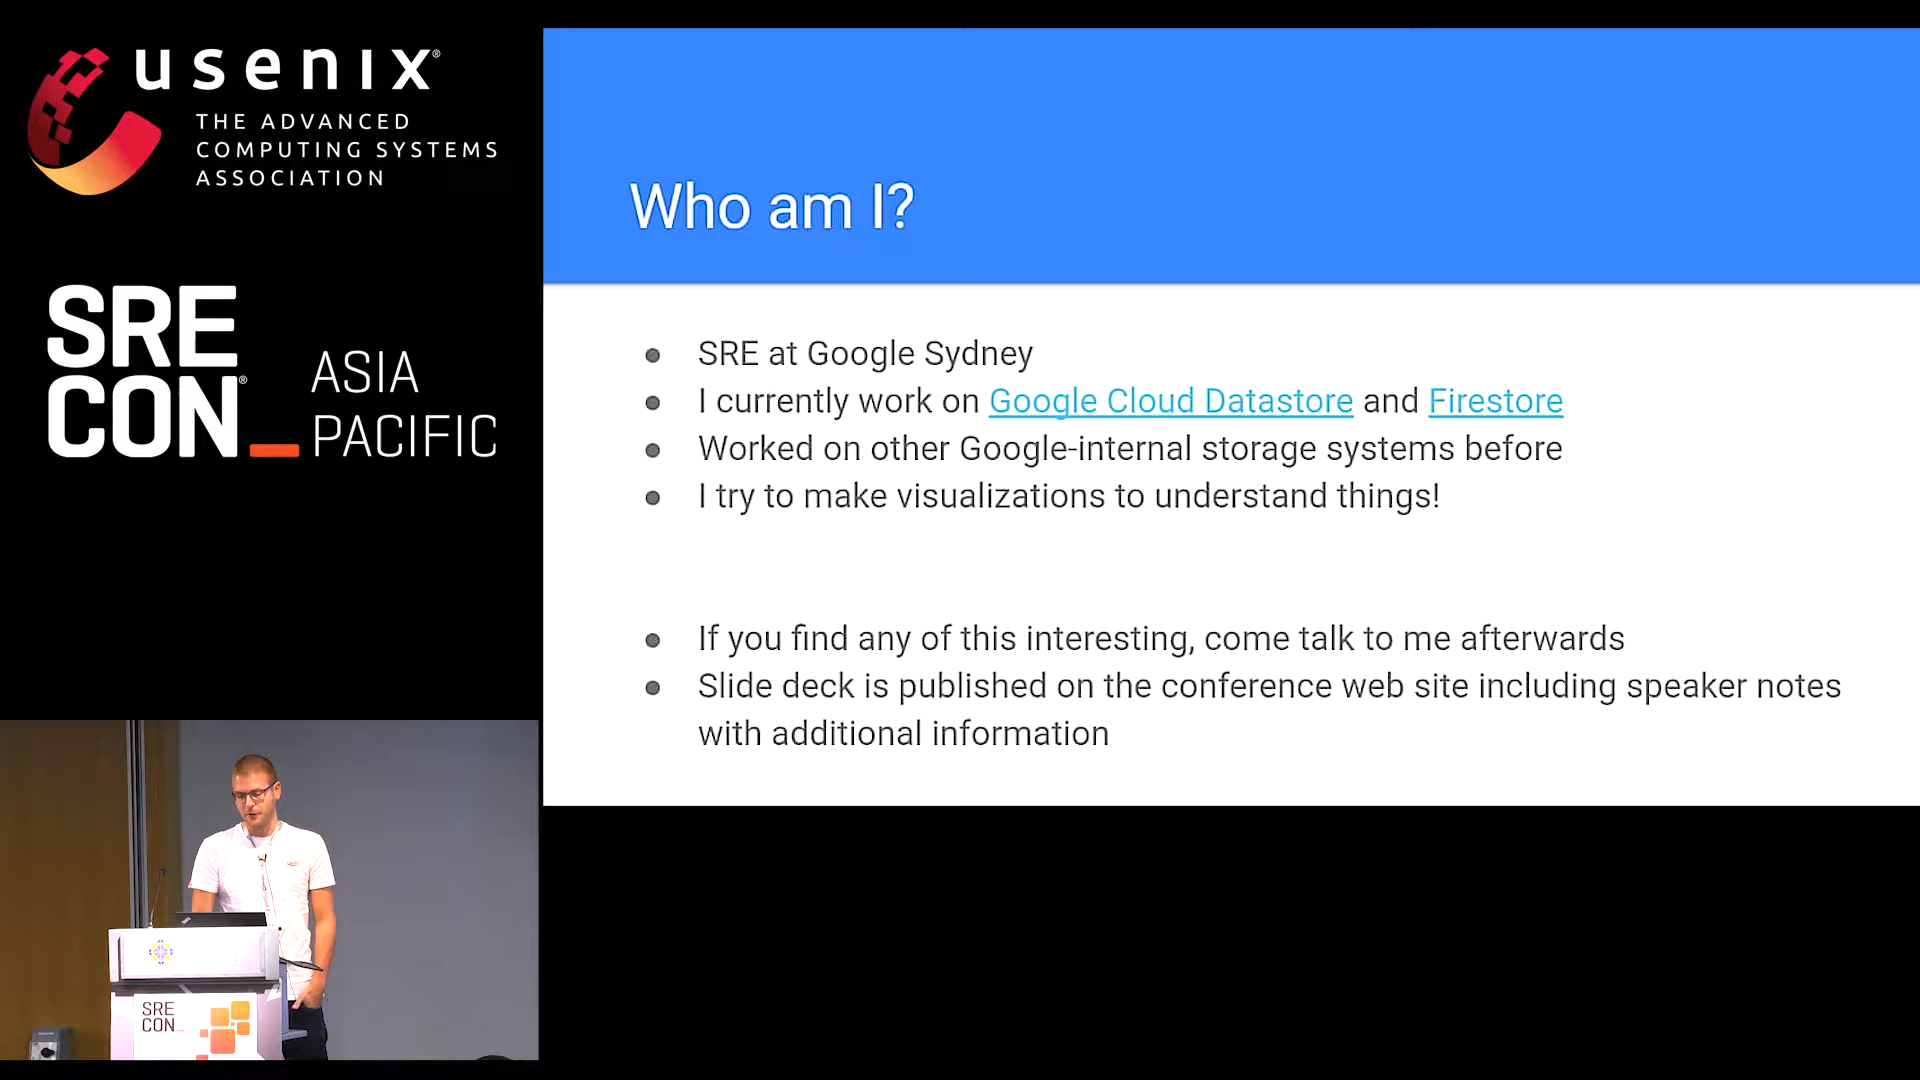 usenix®
THE ADVANCED
COMPUTING SYSTEMS
ASSOCIATION
SRE
CON®_
ASIA
PACIFIC
Who am I?
● SRE at Google Sydney
● I currently work on Google Cloud Datastore and Firestore
● Worked on other Google-internal storage systems before
● I try to make visualizations to understand things!
● If you find any of this interesting, come talk to me afterwards
● Slide deck is published on the conference web site including speaker notes
with additional information
SRE
CON_